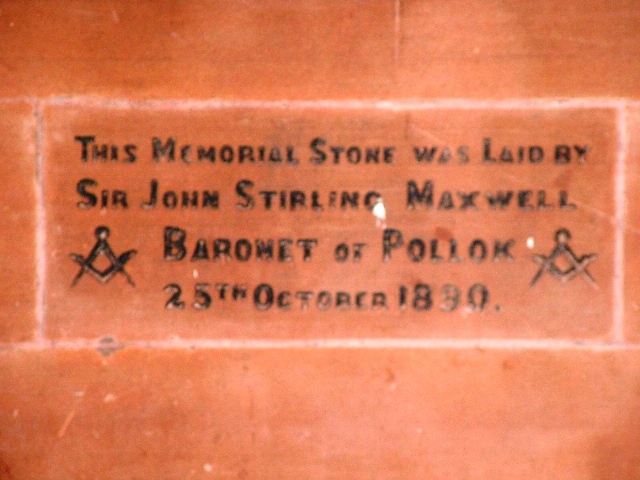 This Memorial Stone was Laid by
Sir John Stirling Maxwell
Baronet of Pollok
25th October 1890.